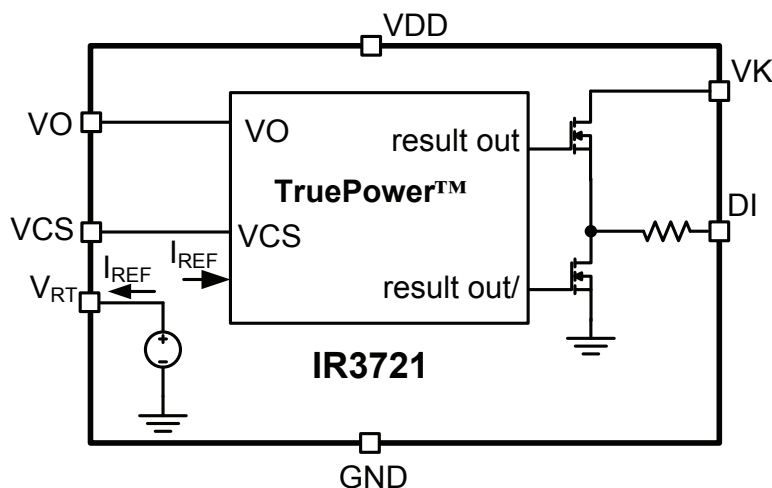 VDD
VK
VO
VO
result out
TruePower™
DI
VCS
VCS
IREF
IREF
VRT
result out/
IR3721
GND